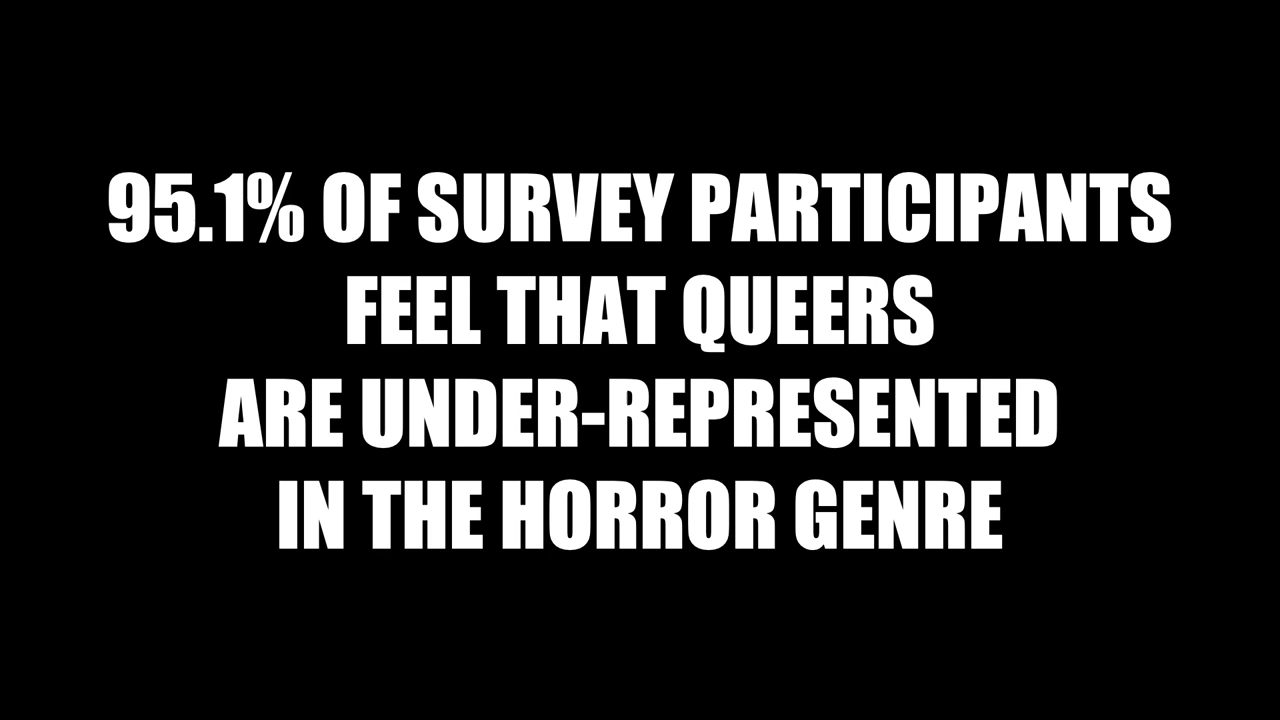 95.1% OF SURVEY PARTICIPANTS
FEEL THAT QUEERS
ARE UNDER-REPRESENTED
IN THE HORROR GENRE